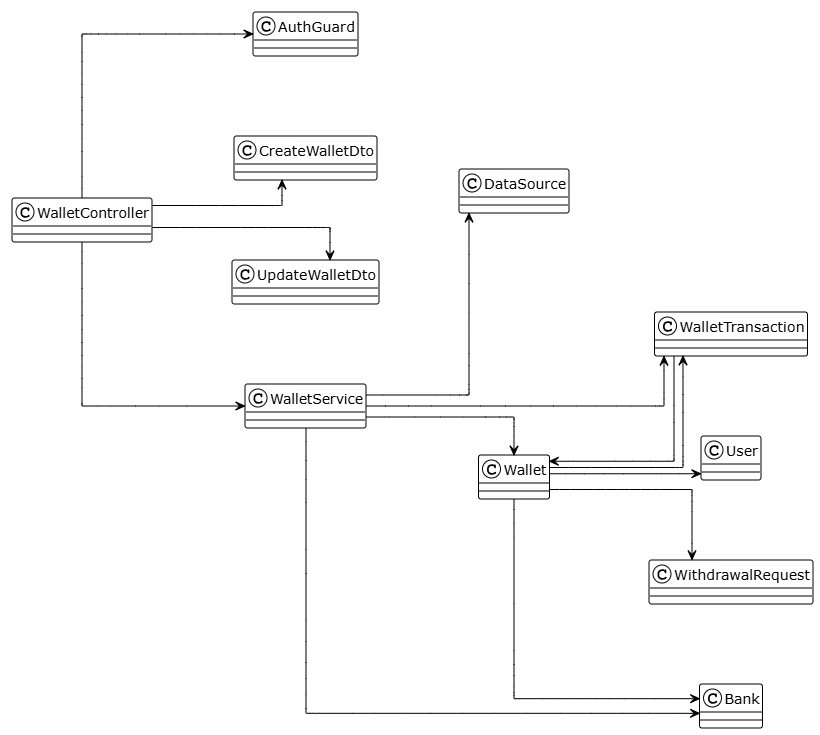 C AuthGuard
C CreateWalletDto
C DataSource
C WalletController
C UpdateWalletDto
C WalletTransaction
C WalletService
C User
C Wallet
C WithdrawalRequest
C Bank